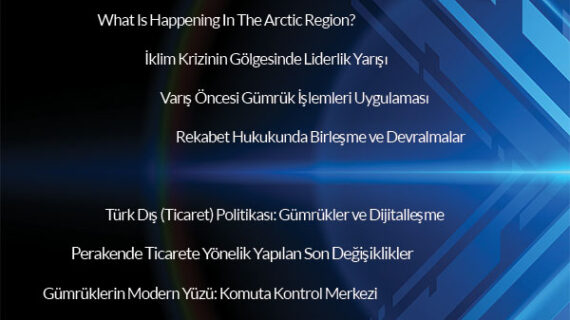 What Is Happening In The Arctic Region?
İklim Krizinin Gölgesinde Liderlik Yarışı
Varış Öncesi Gümrük İşlemleri Uygulaması
Rekabet Hukukunda Birleşme ve Devralmalar
Türk Dış (Ticaret) Politikası: Gümrükler ve Dijitalleşme
Perakende Ticarete Yönelik Yapılan Son Değişiklikler
Gümrüklerin Modern Yüzü: Komuta Kontrol Merkezi